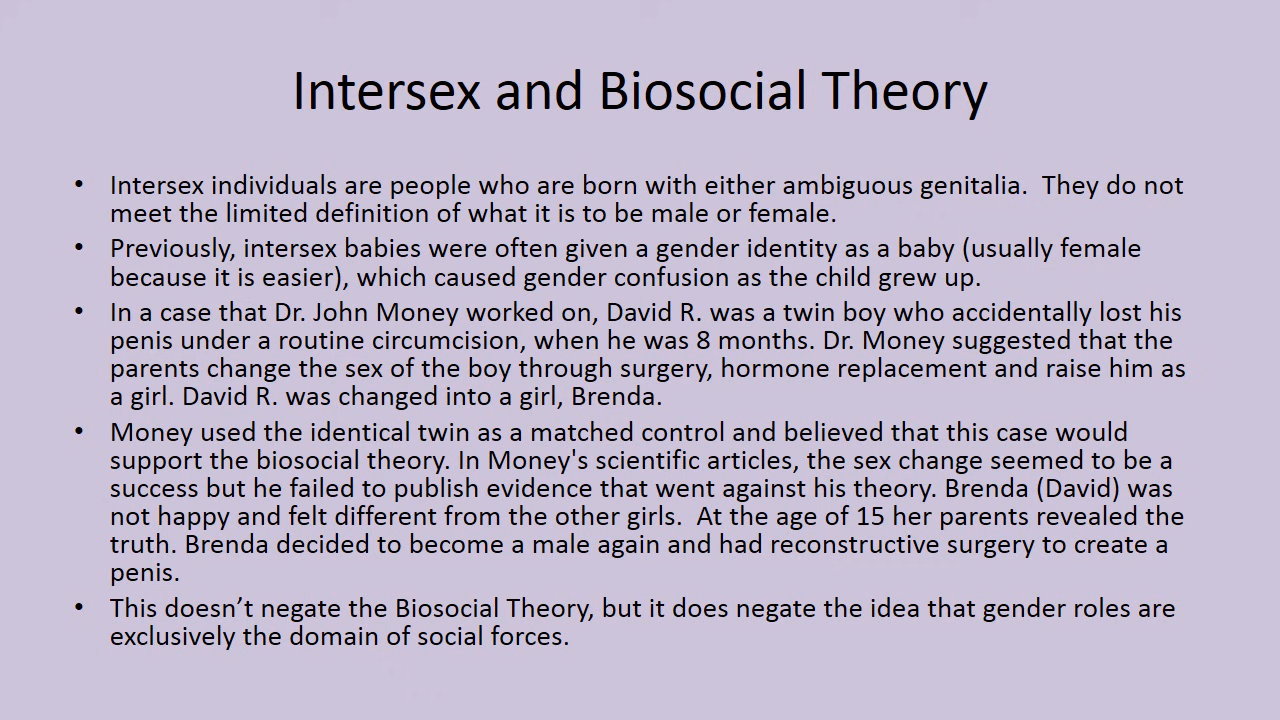 Intersex and Biosocial Theory
• Intersex individuals are people who are born with either ambiguous genitalia.  They do not
meet the limited definition of what it is to be male or female.
• Previously, intersex babies were often given a gender identity as a baby (usually female
because it is easier), which caused gender confusion as the child grew up.
• In a case that Dr. John Money worked on, David R. was a twin boy who accidentally lost his
penis under a routine circumcision, when he was 8 months. Dr. Money suggested that the
parents change the sex of the boy through surgery, hormone replacement and raise him as
a girl. David R. was changed into a girl, Brenda.
• Money used the identical twin as a matched control and believed that this case would
support the biosocial theory. In Money's scientific articles, the sex change seemed to be a
success but he failed to publish evidence that went against his theory. Brenda (David) was
not happy and felt different from the other girls.  At the age of 15 her parents revealed the
truth. Brenda decided to become a male again and had reconstructive surgery to create a
penis.
• This doesn’t negate the Biosocial Theory, but it does negate the idea that gender roles are
exclusively the domain of social forces.